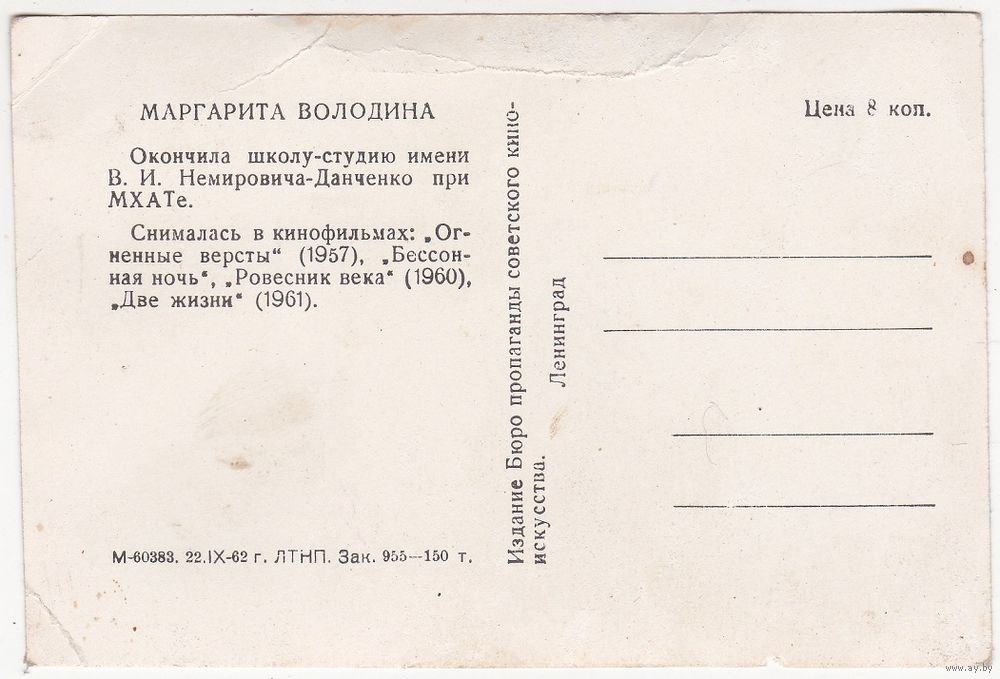 МАРГАРИТА ВОЛОДИНА
Окончила школу-студию имени
В. И. Немировича-Данченко при
МХАТе.
Снималась в кинофильмах: „Ог-
ненные версты“ (1957), „Бессон-
ная ночь“, „Ровесник века“ (1960),
„Две жизни“ (1961).
М-60383. 22.IX-62 г. ЛТНП. Зак. 955—150 т.
Издание Бюро пропаганды советского кино-
искусства.
Ленинград
Цена 8 коп.
www.ay.by